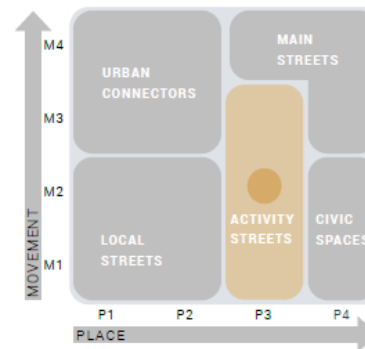 M4
M3
M2
M1
MOVEMENT
URBAN
CONNECTORS
MAIN
STREETS
LOCAL
STREETS
ACTIVITY
STREETS
CIVIC
SPACES
P1
P2
P3
P4
PLACE